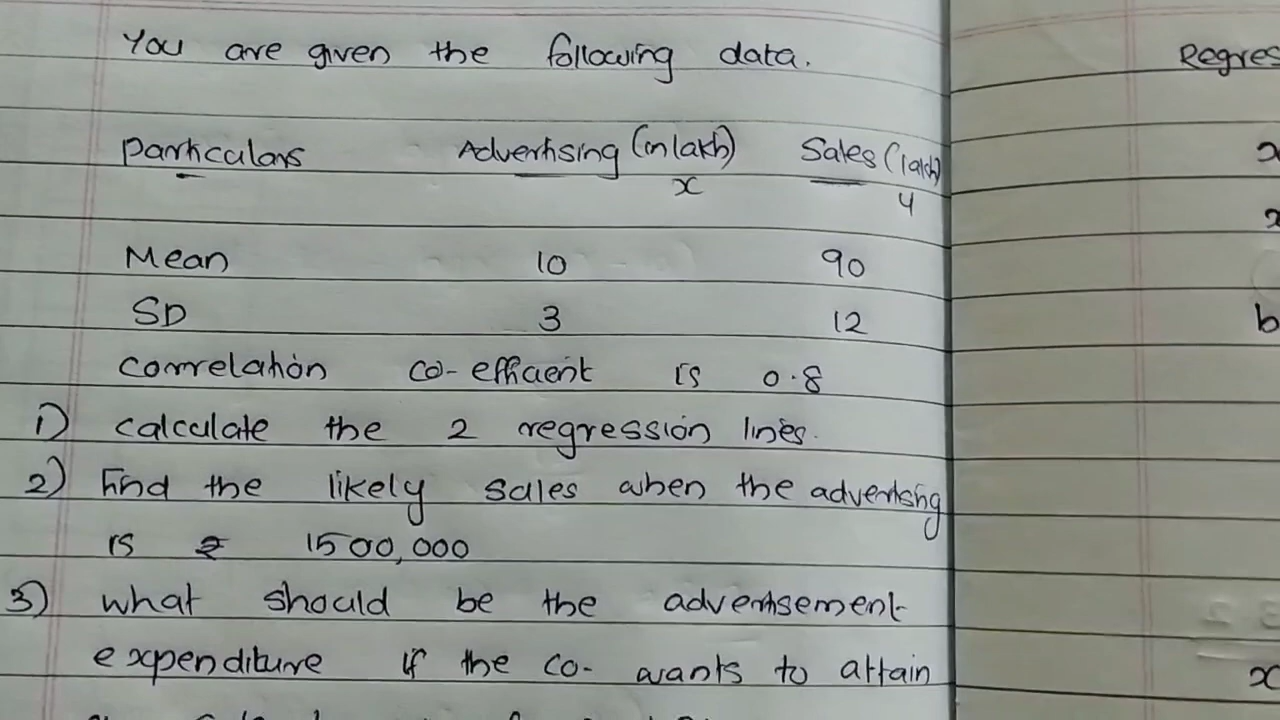 You are given the following data.
Regres
Particulars Advertising (in lakh) Sales (lakh)
x y
x
x
Mean 10 90
SD 3 12
b
correlation co-efficient is 0.8
1) calculate the 2 regression lines.
2) Find the likely sales when the advertising
is ₹ 1500,000
3) what should be the advertisement
expenditure if the co- wants to attain
x